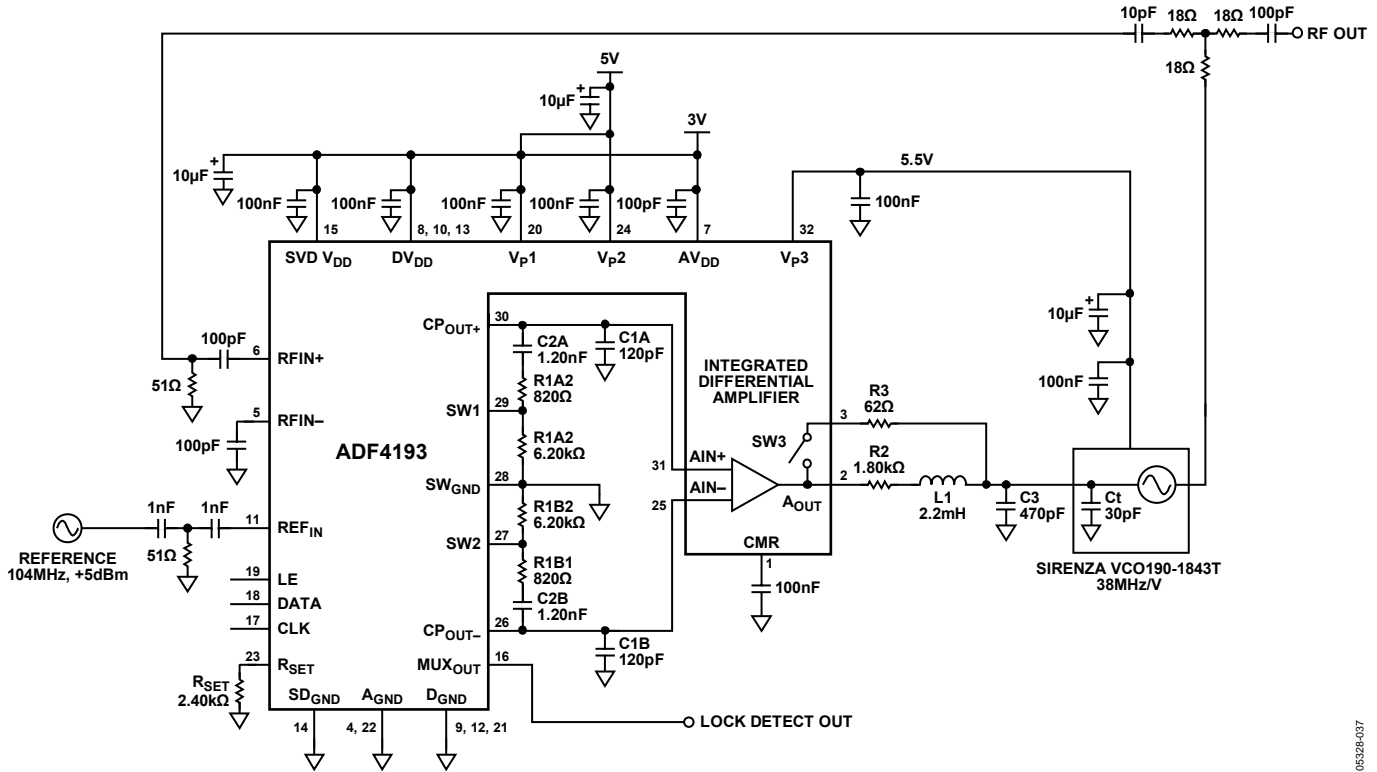 10pF 18Ω 18Ω 100pF
RF OUT
18Ω
5V
+
10µF
3V
+
10µF
5.5V
100nF 100nF 100nF 100nF 100pF 100nF
15 8, 10, 13 20 24 7 32
SVD VDD DVDD VP1 VP2 AVDD VP3
+
10µF
100nF
30
CPOUT+
C2A
1.20nF
C1A
120pF
100pF
6
RFIN+
51Ω
R1A2
820Ω
INTEGRATED
DIFFERENTIAL
AMPLIFIER
29
SW1
5
RFIN–
100pF
R1A2
6.20kΩ
R3
62Ω
3
SW3
ADF4193
31
AIN+
R2
1.80kΩ
2
28
SWGND
AIN–
25
AOUT
L1
2.2mH
C3
470pF
Ct
30pF
R1B2
6.20kΩ
1nF 1nF
11
REFIN
51Ω
REFERENCE
104MHz, +5dBm
27
SW2
CMR
1
100nF
SIRENZA VCO190-1843T
38MHz/V
R1B1
820Ω
19
LE
18
DATA
17
CLK
C2B
1.20nF
26
CPOUT–
C1B
120pF
23
RSET
16
MUXOUT
RSET
2.40kΩ
SDGND AGND DGND
14 4, 22 9, 12, 21
LOCK DETECT OUT
05328-037